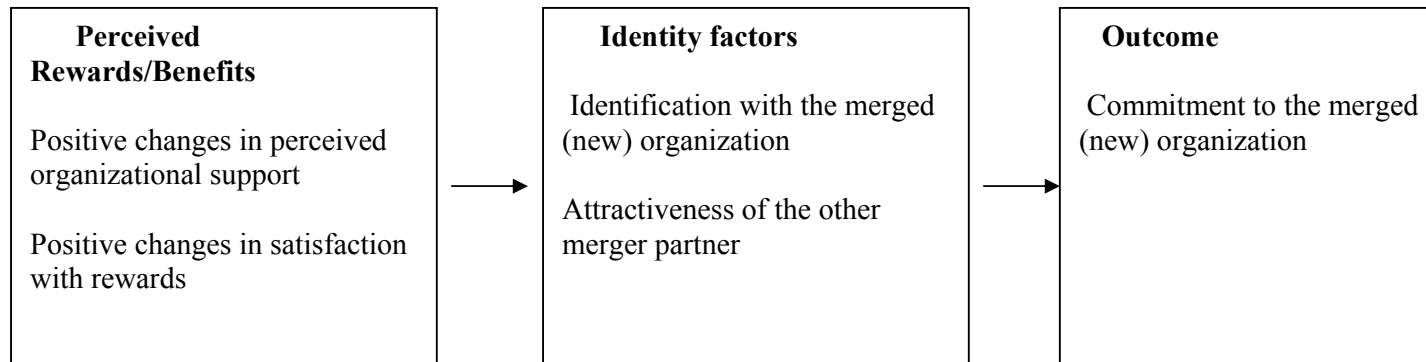 Perceived
Rewards/Benefits
Positive changes in perceived
organizational support
Positive changes in satisfaction
with rewards
Identity factors
Identification with the merged
(new) organization
Attractiveness of the other
merger partner
Outcome
Commitment to the merged
(new) organization